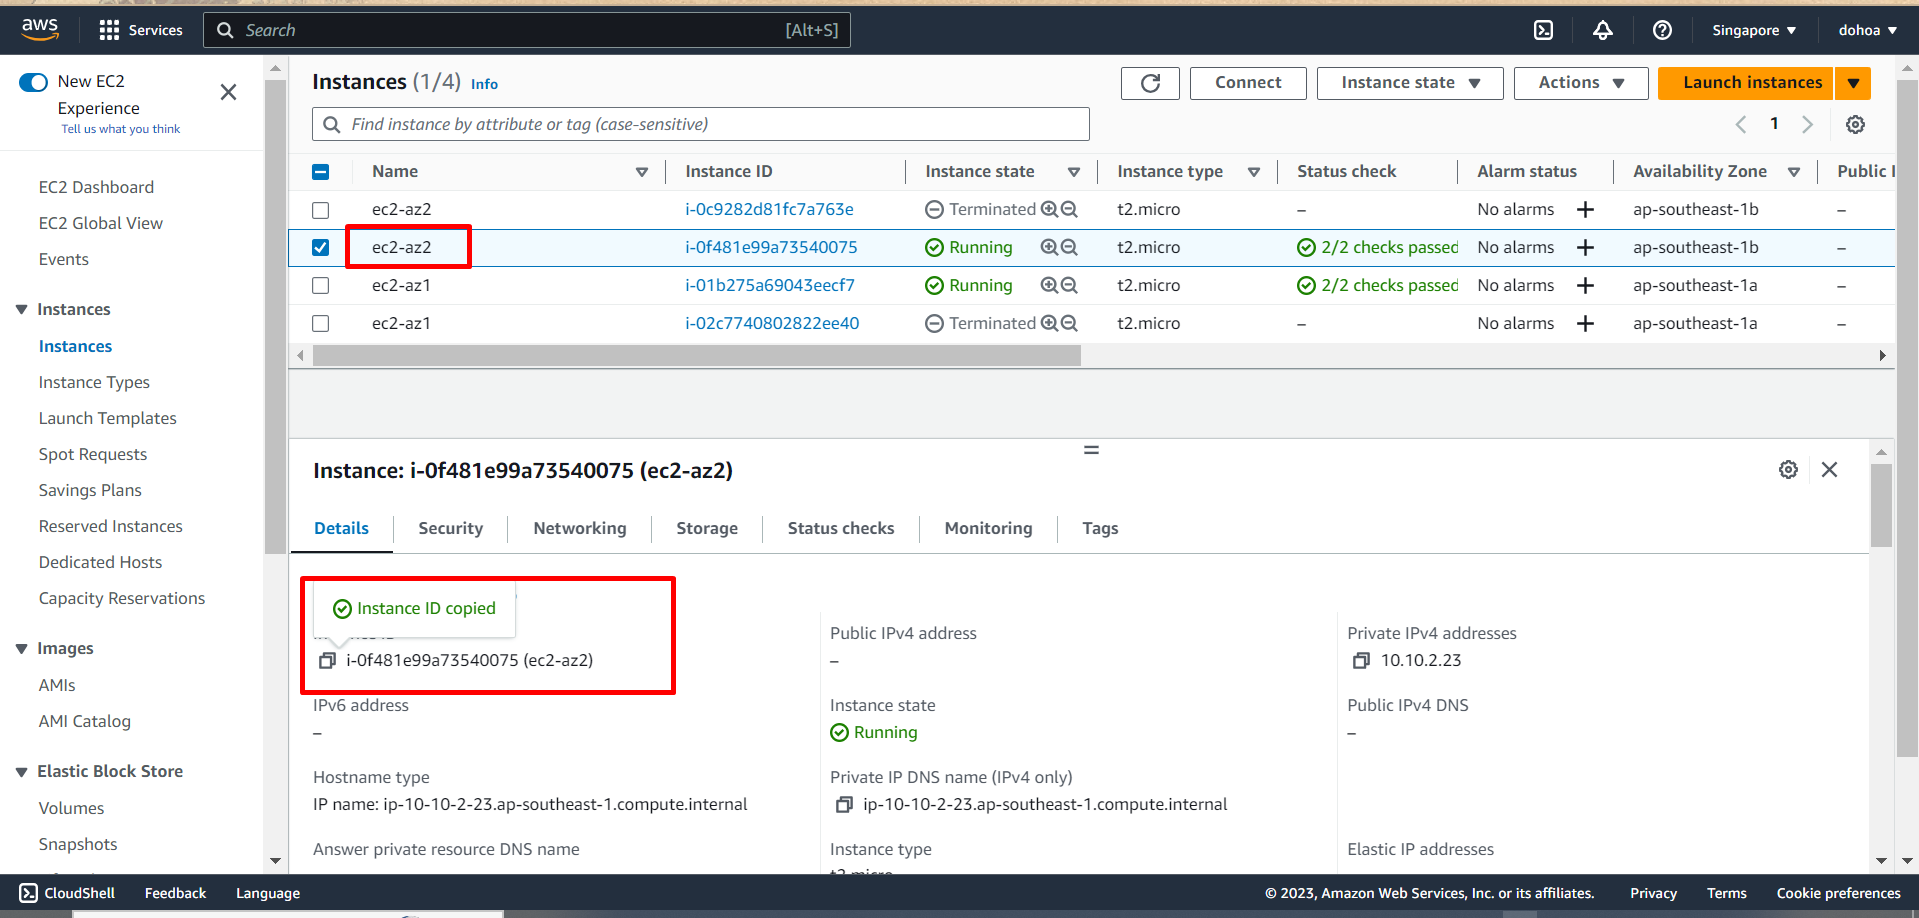 aws
Services
Search
[Alt+S]
Singapore
dohoa
New EC2
Experience
Tell us what you think
EC2 Dashboard
EC2 Global View
Events
Instances
Instances
Instance Types
Launch Templates
Spot Requests
Savings Plans
Reserved Instances
Dedicated Hosts
Capacity Reservations
Images
AMIs
AMI Catalog
Elastic Block Store
Volumes
Snapshots
Instances (1/4) Info
Connect
Instance state
Actions
Launch instances
Find instance by attribute or tag (case-sensitive)
1
Name Instance ID Instance state Instance type Status check Alarm status Availability Zone Public I
ec2-az2 i-0c9282d81fc7a763e Terminated t2.micro – No alarms + ap-southeast-1b –
ec2-az2 i-0f481e99a73540075 Running t2.micro 2/2 checks passed No alarms + ap-southeast-1b –
ec2-az1 i-01b275a69043eecf7 Running t2.micro 2/2 checks passed No alarms + ap-southeast-1a –
ec2-az1 i-02c7740802822ee40 Terminated t2.micro – No alarms + ap-southeast-1a –
Instance: i-0f481e99a73540075 (ec2-az2)
Details Security Networking Storage Status checks Monitoring Tags
Instance ID copied
i-0f481e99a73540075 (ec2-az2)
Public IPv4 address
–
Private IPv4 addresses
10.10.2.23
IPv6 address
–
Instance state
Running
Public IPv4 DNS
–
Hostname type
IP name: ip-10-10-2-23.ap-southeast-1.compute.internal
Private IP DNS name (IPv4 only)
ip-10-10-2-23.ap-southeast-1.compute.internal
Answer private resource DNS name
Instance type
t2.micro
Elastic IP addresses
CloudShell Feedback Language
© 2023, Amazon Web Services, Inc. or its affiliates. Privacy Terms Cookie preferences